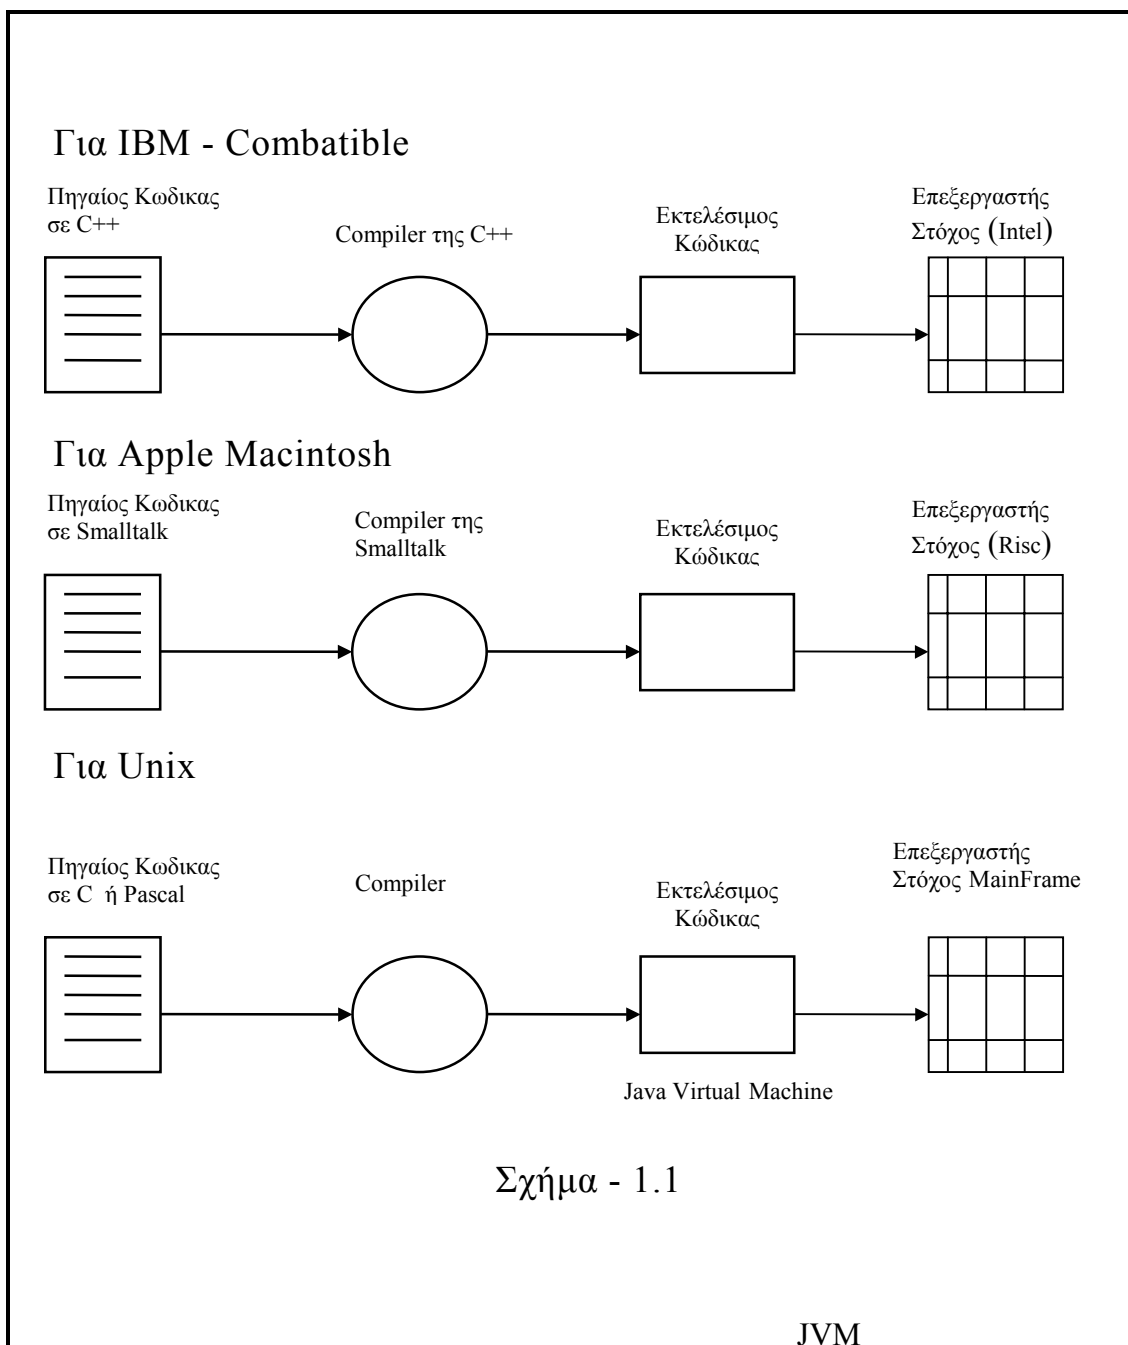 Για IBM - Combatible
Πηγαίος Κωδικας
σε C++
Compiler της C++
Εκτελέσιμος
Κώδικας
Επεξεργαστής
Στόχος (Intel)
Για Apple Macintosh
Πηγαίος Κωδικας
σε Smalltalk
Compiler της
Smalltalk
Εκτελέσιμος
Κώδικας
Επεξεργαστής
Στόχος (Risc)
Για Unix
Πηγαίος Κωδικας
σε C ή Pascal
Compiler
Εκτελέσιμος
Κώδικας
Επεξεργαστής
Στόχος MainFrame
Java Virtual Machine
Σχήμα - 1.1
JVM